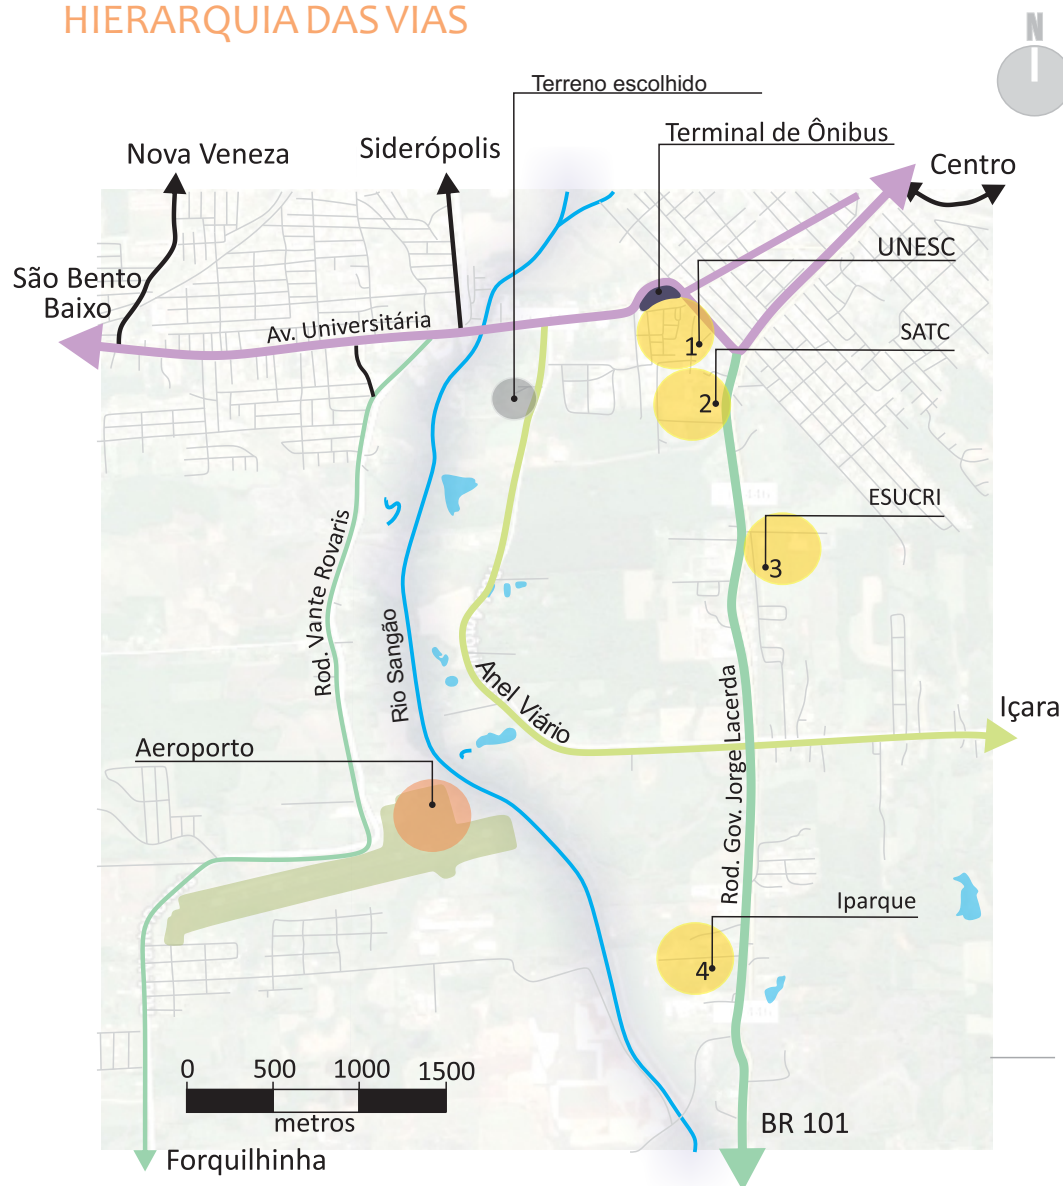 HIERARQUIA DAS VIAS
N
Terreno escolhido
Terminal de Ônibus
Siderópolis
Nova Veneza
Centro
UNESC
São Bento
Baixo
Av. Universitária
SATC
1
2
ESUCRI
3
Rod. Vante Rovaris
Rio Sangão
Anel Viário
Rod. Gov. Jorge Lacerda
Içara
Aeroporto
Iparque
4
0 500 1000 1500
metros
BR 101
Forquilhinha